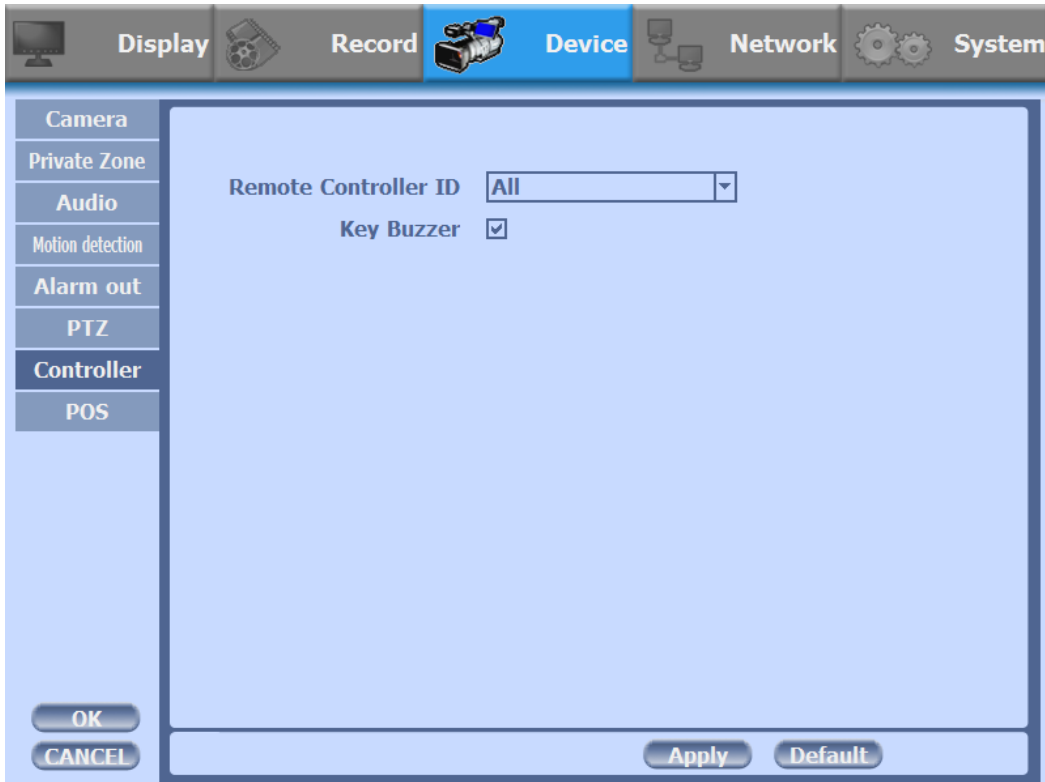 Display Record Device Network System
Camera
Private Zone
Audio
Motion detection
Alarm out
PTZ
Controller
POS
Remote Controller ID All
Key Buzzer
OK
CANCEL
Apply Default